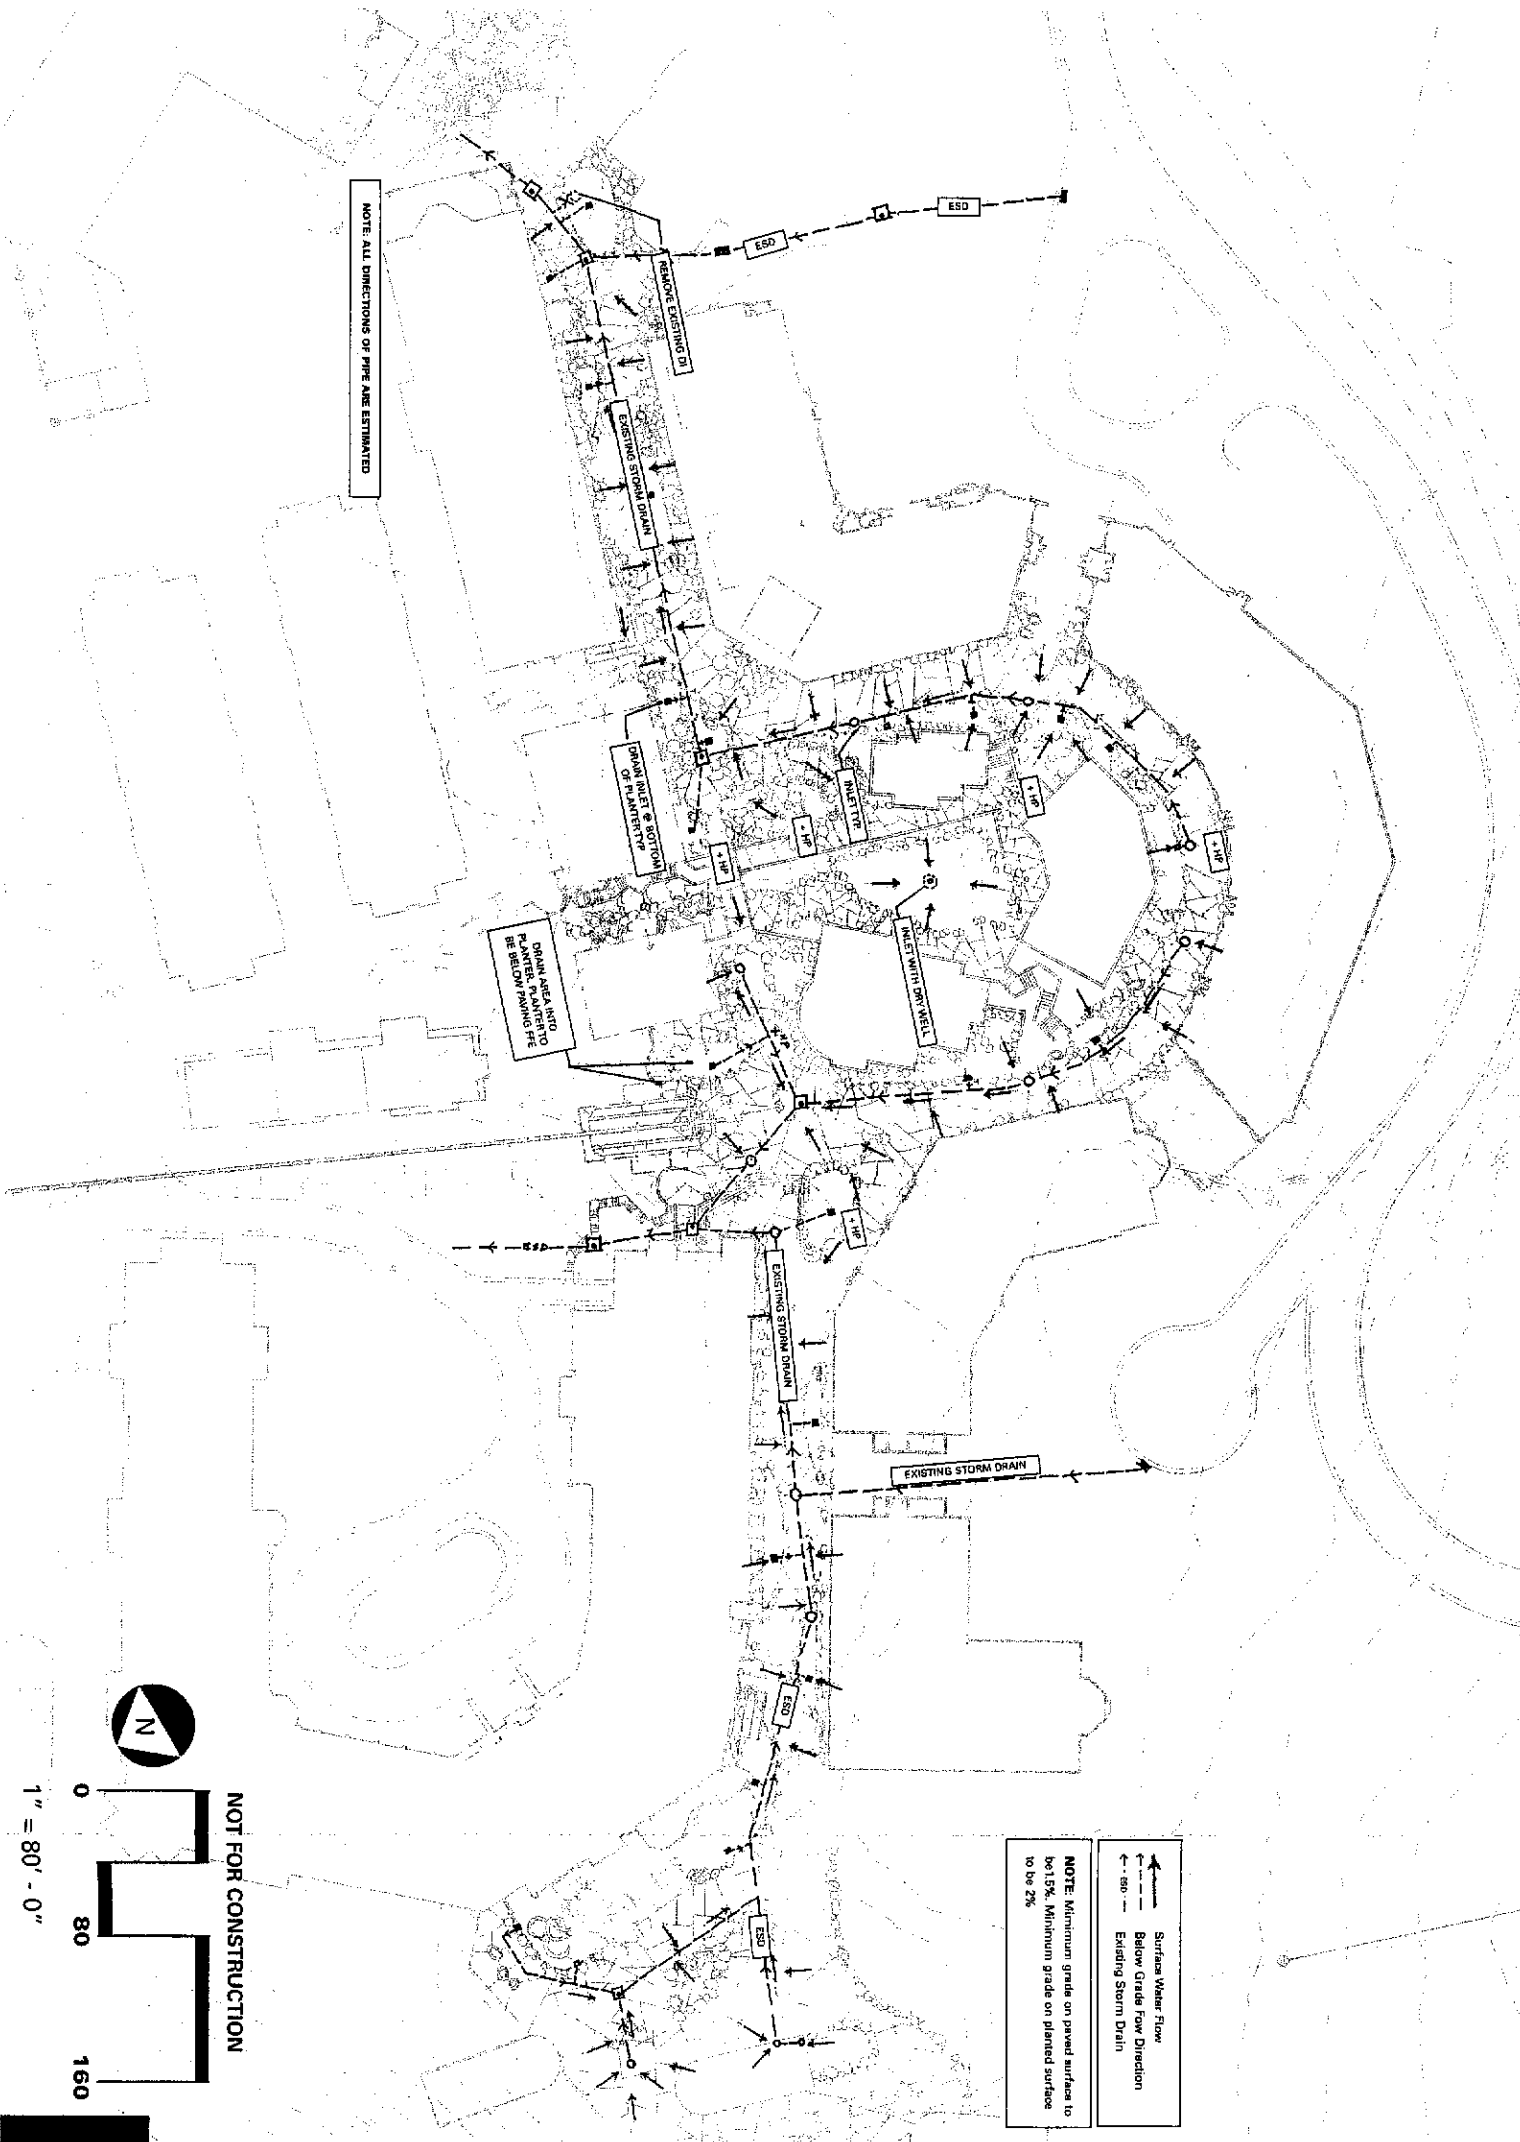 NOTE: ALL DIRECTIONS OF PIPE ARE ESTIMATED
ESD
ESD
REMOVE EXISTING DI
EXISTING STORM DRAIN
DRAIN INLET @ BOTTOM
OF PLANTER TYP
INLET TYP
+ HP
+ HP
+ HP
+ HP
INLET WITH DRYWELL
DRAIN AREA INTO
PLANTER. PLANTER TO
BE BELOW PAVING FFE
HP
+ HP
ESD
EXISTING STORM DRAIN
EXISTING STORM DRAIN
ESD
ESD
Surface Water Flow
Below Grade Fow Direction
ESD
Existing Storm Drain
NOTE: Mimimum grade on paved surface to
be1.5%. Minimum grade on planted surface
to be 2%
N
NOT FOR CONSTRUCTION
0
80
160
1" = 80' - 0"